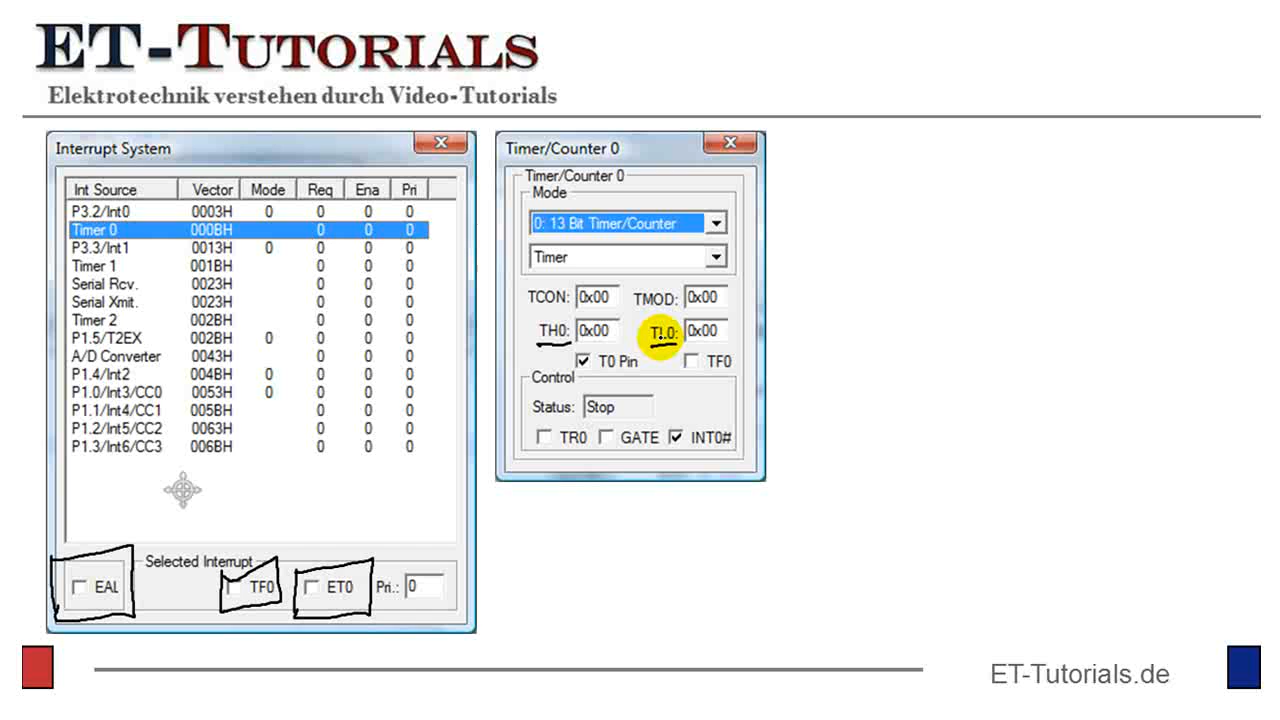 ET-TUTORIALS
Elektrotechnik verstehen durch Video-Tutorials
Interrupt System
Int Source Vector Mode Req Ena Pri
P3.2/Int0 0003H 0 0 0 0
Timer 0 000BH 0 0 0
P3.3/Int1 0013H 0 0 0 0
Timer 1 001BH 0 0 0
Serial Rcv. 0023H 0 0 0
Serial Xmit. 0023H 0 0 0
Timer 2 002BH 0 0 0
P1.5/T2EX 002BH 0 0 0 0
A/D Converter 0043H 0 0 0
P1.4/Int2 004BH 0 0 0 0
P1.0/Int3/CC0 0053H 0 0 0 0
P1.1/Int4/CC1 005BH 0 0 0
P1.2/Int5/CC2 0063H 0 0 0
P1.3/Int6/CC3 006BH 0 0 0
Selected Interrupt
EAL TF0 ET0 Pri.: 0
Timer/Counter 0
Timer/Counter 0
Mode
0: 13 Bit Timer/Counter
Timer
TCON: 0x00 TMOD: 0x00
TH0: 0x00 TL0: 0x00
T0 Pin TF0
Control
Status: Stop
TR0 GATE INT0#
ET-Tutorials.de